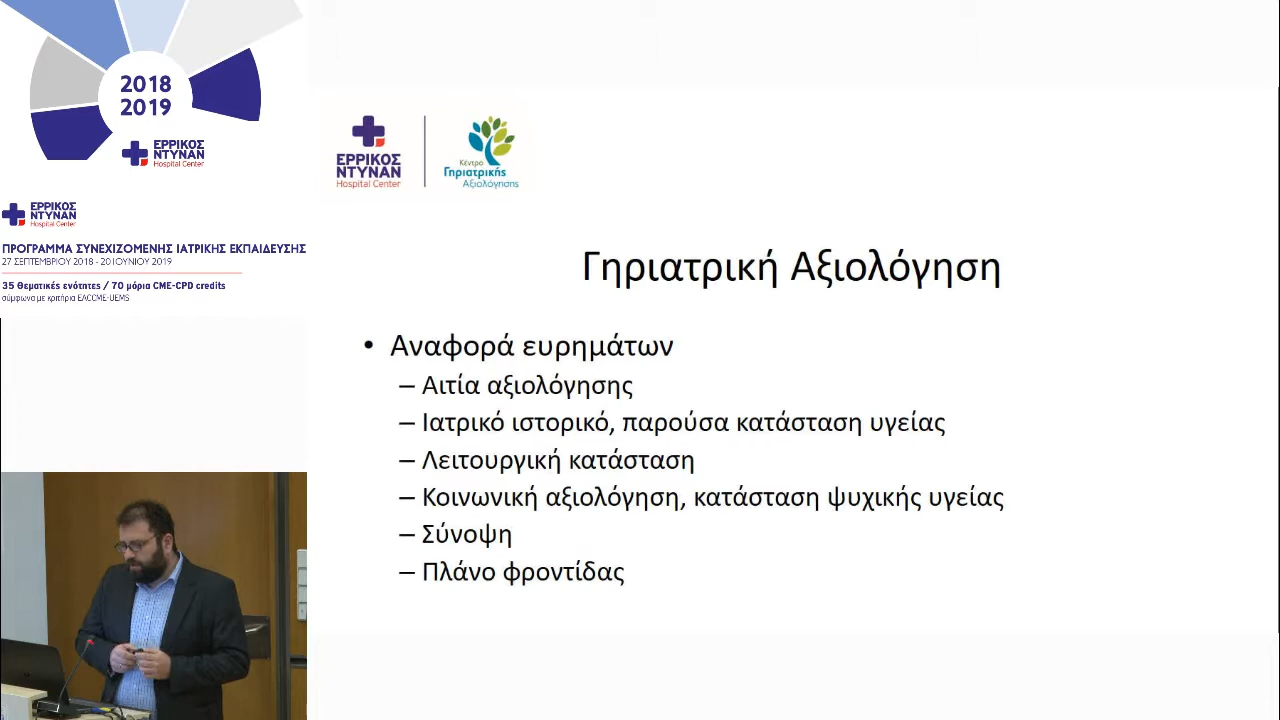 2018
2019
ΕΡΡΙΚΟΣ
ΝΤΥΝΑΝ
Hospital Center
ΕΡΡΙΚΟΣ
ΝΤΥΝΑΝ
Hospital Center
ΠΡΟΓΡΑΜΜΑ ΣΥΝΕΧΙΖΟΜΕΝΗΣ ΙΑΤΡΙΚΗΣ ΕΚΠΑΙΔΕΥΣΗΣ
27 ΣΕΠΤΕΜΒΡΙΟΥ 2018 - 20 ΙΟΥΝΙΟΥ 2019
35 θεματικές ενότητες / 70 μόρια CME-CPD credits
σύμφωνα με κριτήρια EACCME-UEMS
ΕΡΡΙΚΟΣ
ΝΤΥΝΑΝ
Hospital Center
Κέντρο
Γηριατρικής
Αξιολόγησης
Γηριατρική Αξιολόγηση
• Αναφορά ευρημάτων
– Αιτία αξιολόγησης
– Ιατρικό ιστορικό, παρούσα κατάσταση υγείας
– Λειτουργική κατάσταση
– Κοινωνική αξιολόγηση, κατάσταση ψυχικής υγείας
– Σύνοψη
– Πλάνο φροντίδας